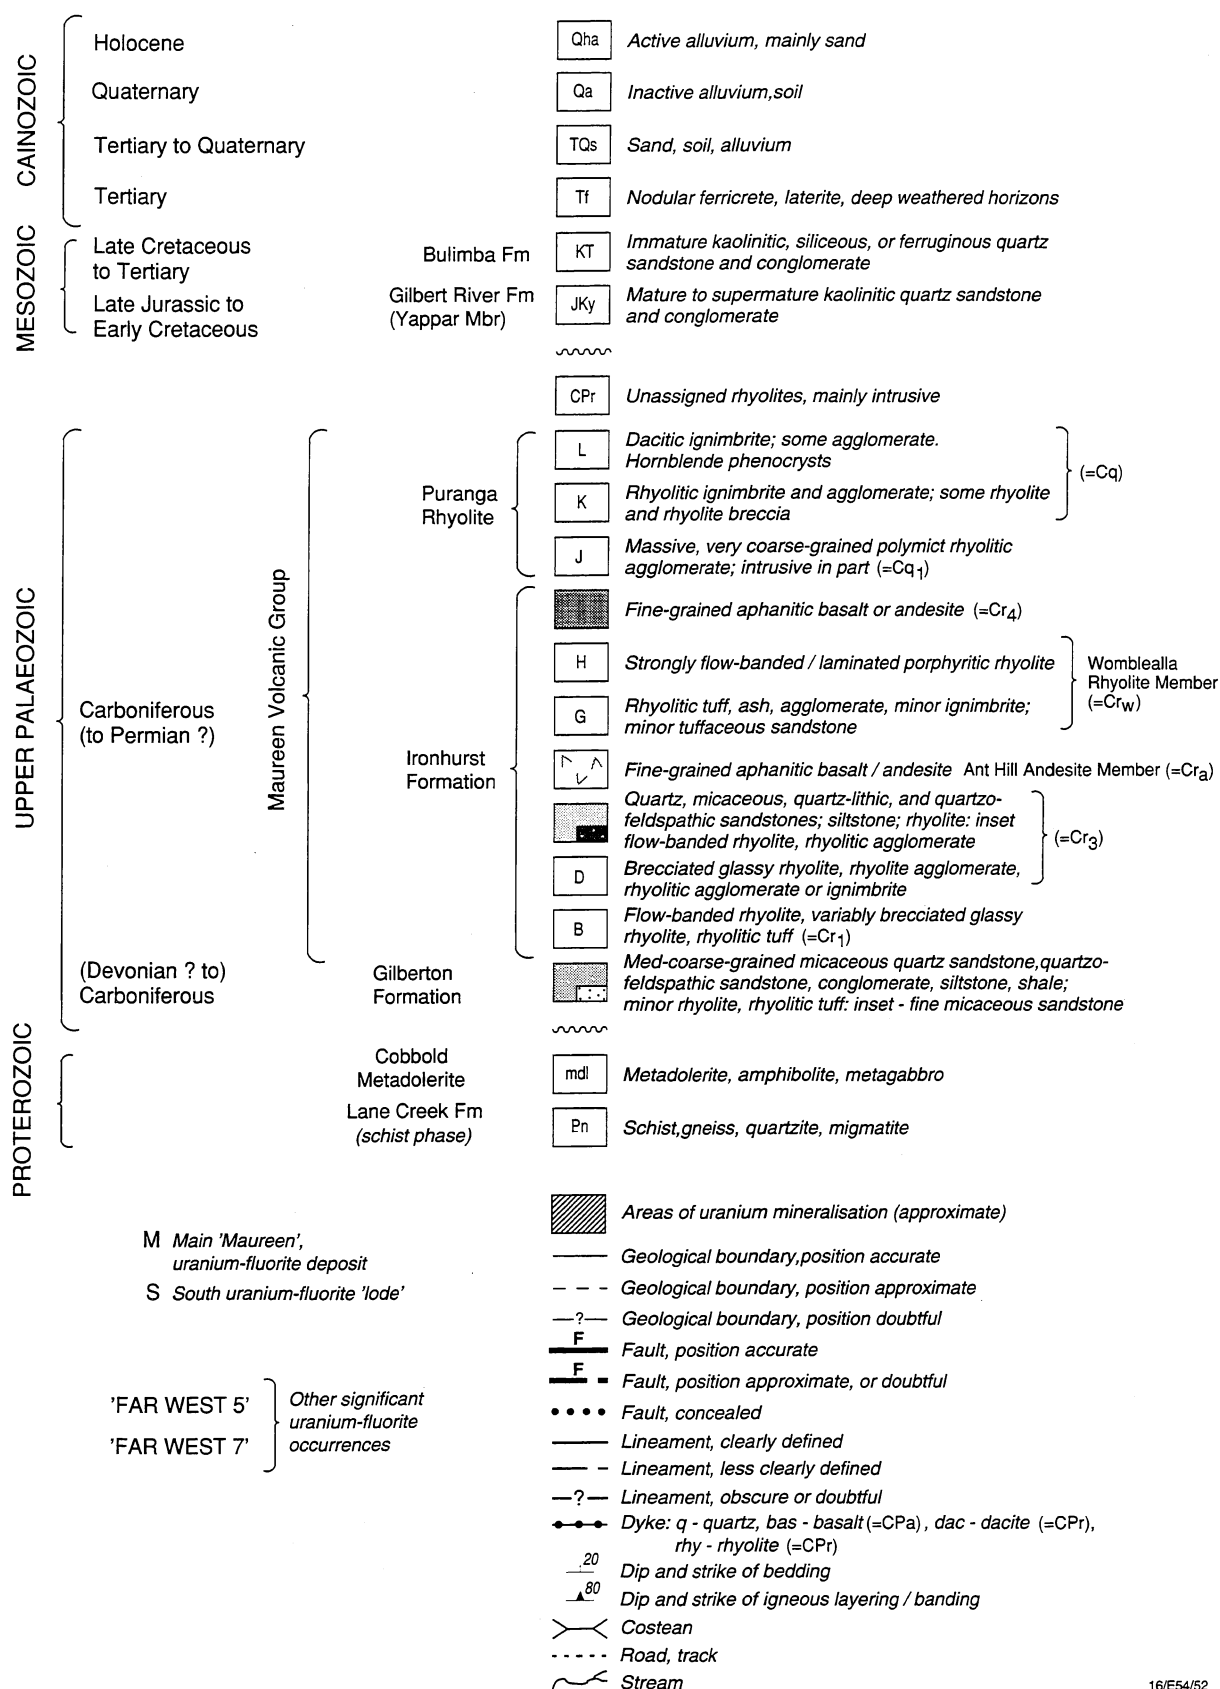 CAINOZOIC
Holocene
Qha
Active alluvium, mainly sand
Quaternary
Qa
Inactive alluvium,soil
Tertiary to Quaternary
TQs
Sand, soil, alluvium
Tertiary
Tf
Nodular ferricrete, laterite, deep weathered horizons
MESOZOIC
Late Cretaceous
to Tertiary
Bulimba Fm
KT
Immature kaolinitic, siliceous, or ferruginous quartz
sandstone and conglomerate
Late Jurassic to
Early Cretaceous
Gilbert River Fm
(Yappar Mbr)
JKy
Mature to supermature kaolinitic quartz sandstone
and conglomerate
CPr
Unassigned rhyolites, mainly intrusive
UPPER PALAEOZOIC
Carboniferous
(to Permian ?)
Maureen Volcanic Group
Puranga
Rhyolite
L
Dacitic ignimbrite; some agglomerate.
Hornblende phenocrysts
K
Rhyolitic ignimbrite and agglomerate; some rhyolite
and rhyolite breccia
(=Cq)
J
Massive, very coarse-grained polymict rhyolitic
agglomerate; intrusive in part (=Cq1)
Ironhurst
Formation
Fine-grained aphanitic basalt or andesite (=Cr4)
H
Strongly flow-banded / laminated porphyritic rhyolite
G
Rhyolitic tuff, ash, agglomerate, minor ignimbrite;
minor tuffaceous sandstone
Womblealla
Rhyolite Member
(=Crw)
Fine-grained aphanitic basalt / andesite Ant Hill Andesite Member (=Cra)
Quartz, micaceous, quartz-lithic, and quartzo-
feldspathic sandstones; siltstone; rhyolite: inset
flow-banded rhyolite, rhyolitic agglomerate
(=Cr3)
D
Brecciated glassy rhyolite, rhyolite agglomerate,
rhyolitic agglomerate or ignimbrite
B
Flow-banded rhyolite, variably brecciated glassy
rhyolite, rhyolitic tuff (=Cr1)
(Devonian ? to)
Carboniferous
Gilberton
Formation
Med-coarse-grained micaceous quartz sandstone,quartzo-
feldspathic sandstone, conglomerate, siltstone, shale;
minor rhyolite, rhyolitic tuff: inset - fine micaceous sandstone
PROTEROZOIC
Cobbold
Metadolerite
mdl
Metadolerite, amphibolite, metagabbro
Lane Creek Fm
(schist phase)
Pn
Schist,gneiss, quartzite, migmatite
Areas of uranium mineralisation (approximate)
M Main 'Maureen',
uranium-fluorite deposit
S South uranium-fluorite 'lode'
'FAR WEST 5'
'FAR WEST 7'
Other significant
uranium-fluorite
occurrences
Geological boundary,position accurate
Geological boundary, position approximate
? Geological boundary, position doubtful
F Fault, position accurate
F Fault, position approximate, or doubtful
Fault, concealed
Lineament, clearly defined
Lineament, less clearly defined
? Lineament, obscure or doubtful
Dyke: q - quartz, bas - basalt (=CPa) , dac - dacite (=CPr),
rhy - rhyolite (=CPr)
20 Dip and strike of bedding
80 Dip and strike of igneous layering / banding
Costean
Road, track
Stream
16/E54/52